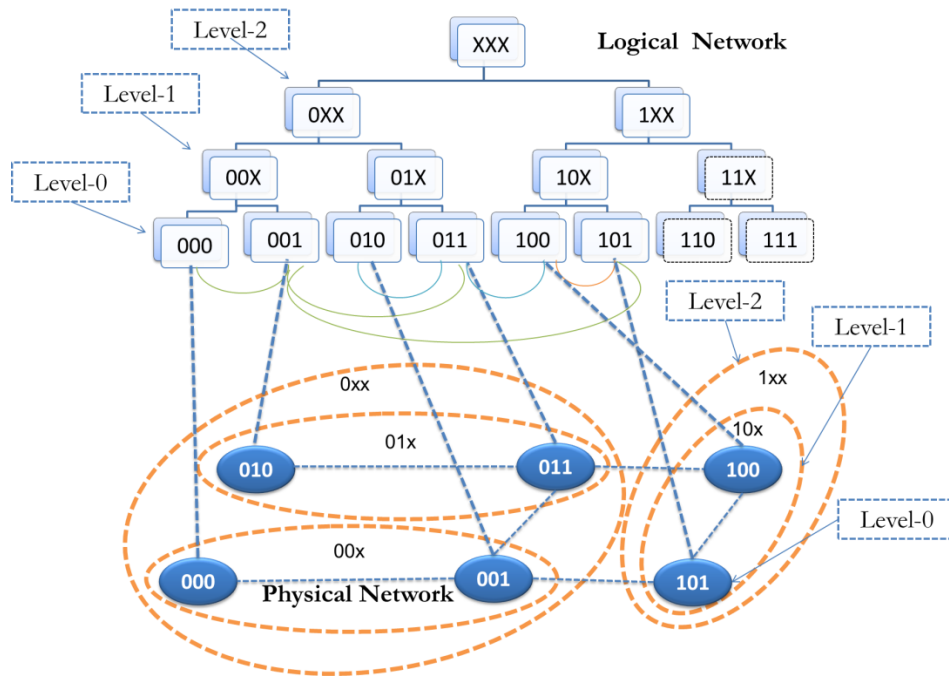 Level-2
XXX
Logical Network
Level-1
0XX
1XX
Level-0
00X
01X
10X
11X
000
001
010
011
100
101
110
111
Level-2
Level-1
0xx
1xx
01x
10x
010
011
100
Level-0
00x
000
001
101
Physical Network